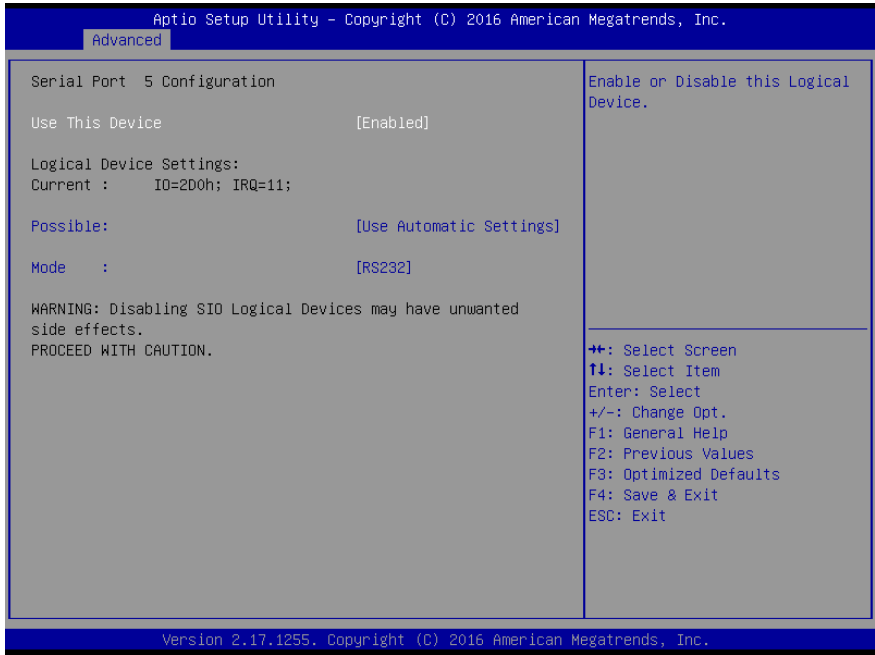 Aptio Setup Utility – Copyright (C) 2016 American Megatrends, Inc.
Advanced
Serial Port 5 Configuration
Use This Device [Enabled]
Logical Device Settings:
Current : IO=2D0h; IRQ=11;
Possible: [Use Automatic Settings]
Mode : [RS232]
WARNING: Disabling SIO Logical Devices may have unwanted
side effects.
PROCEED WITH CAUTION.
Enable or Disable this Logical
Device.
→←: Select Screen
↑↓: Select Item
Enter: Select
+/-: Change Opt.
F1: General Help
F2: Previous Values
F3: Optimized Defaults
F4: Save & Exit
ESC: Exit
Version 2.17.1255. Copyright (C) 2016 American Megatrends, Inc.